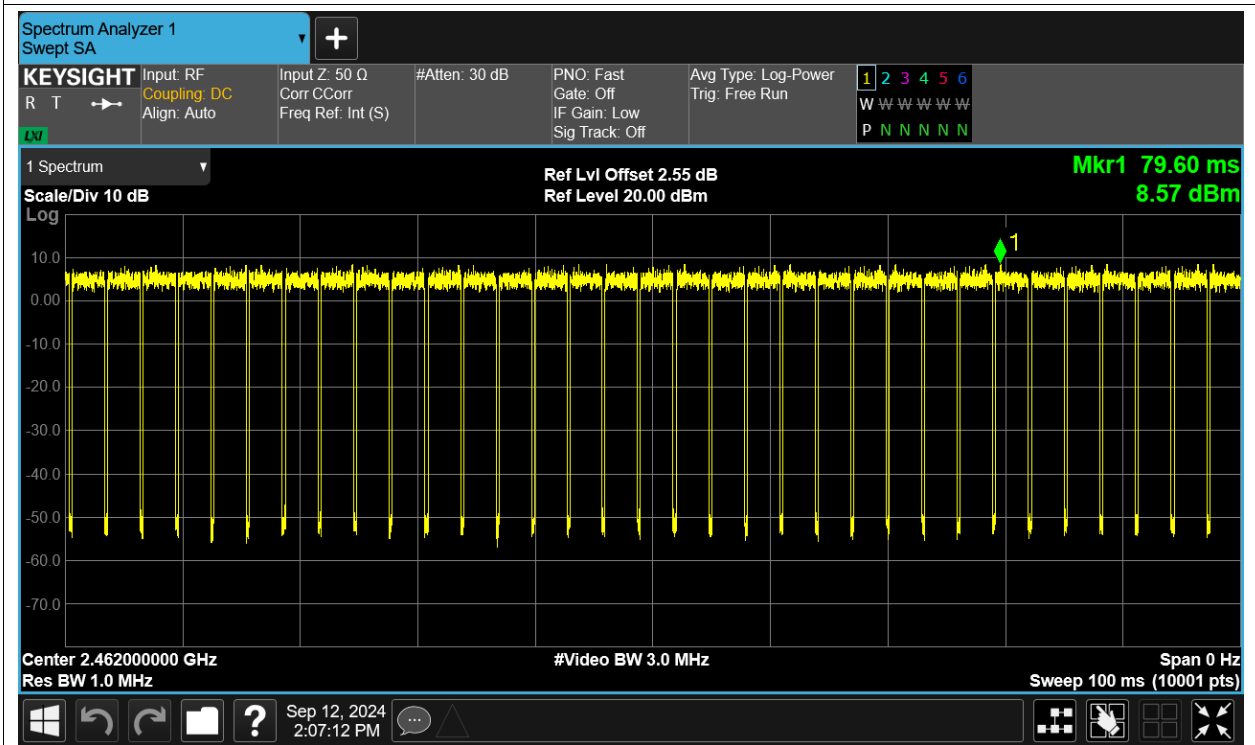 Spectrum Analyzer 1
Swept SA
KEYSIGHT
R T
LXI
Input: RF
Coupling: DC
Align: Auto
Input Z: 50 Ω
Corr CCorr
Freq Ref: Int (S)
#Atten: 30 dB
PNO: Fast
Gate: Off
IF Gain: Low
Sig Track: Off
Avg Type: Log-Power
Trig: Free Run
1 2 3 4 5 6
W W W W W W
P N N N N N
1 Spectrum
Scale/Div 10 dB
Ref Lvl Offset 2.55 dB
Ref Level 20.00 dBm
Mkr1 79.60 ms
8.57 dBm
Log
1
10.0
0.00
-10.0
-20.0
-30.0
-40.0
-50.0
-60.0
-70.0
Center 2.462000000 GHz
Res BW 1.0 MHz
#Video BW 3.0 MHz
Span 0 Hz
Sweep 100 ms (10001 pts)
?
Sep 12, 2024
2:07:12 PM